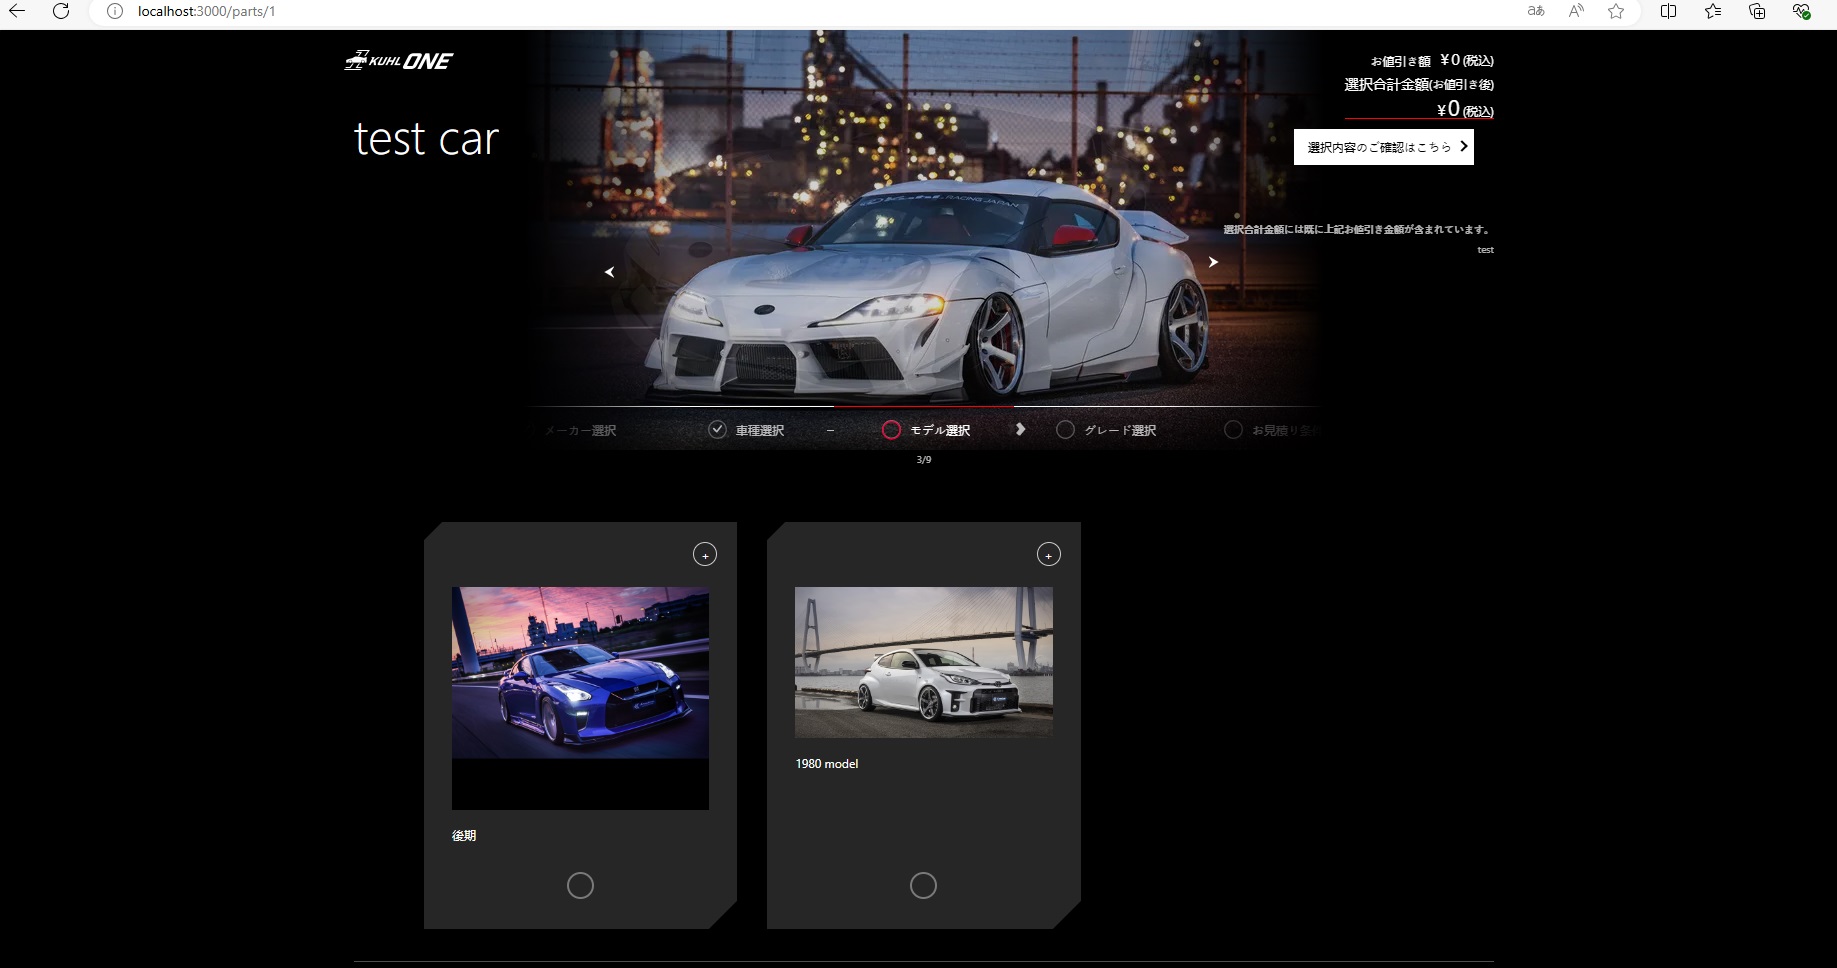 localhost:3000/parts/1
aあ
KUHL ONE
test car
お値引き額 ¥0 (税込)
選択合計金額(お値引き後)
¥0 (税込)
選択内容のご確認はこちら
選択合計金額には既に上記お値引き金額が含まれています。
test
RACING JAPAN
メーカー選択
車種選択
–
モデル選択
グレード選択
お見積り
3/9
+
+
後期
1980 model